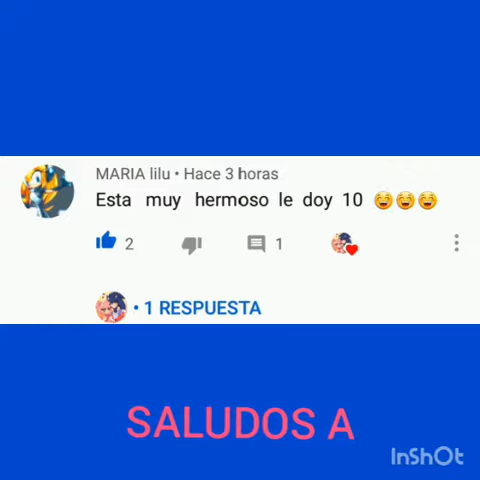 MARIA lilu • Hace 3 horas
Esta muy hermoso le doy 10 😁😁😁
2 1
• 1 RESPUESTA
SALUDOS A
InShOt